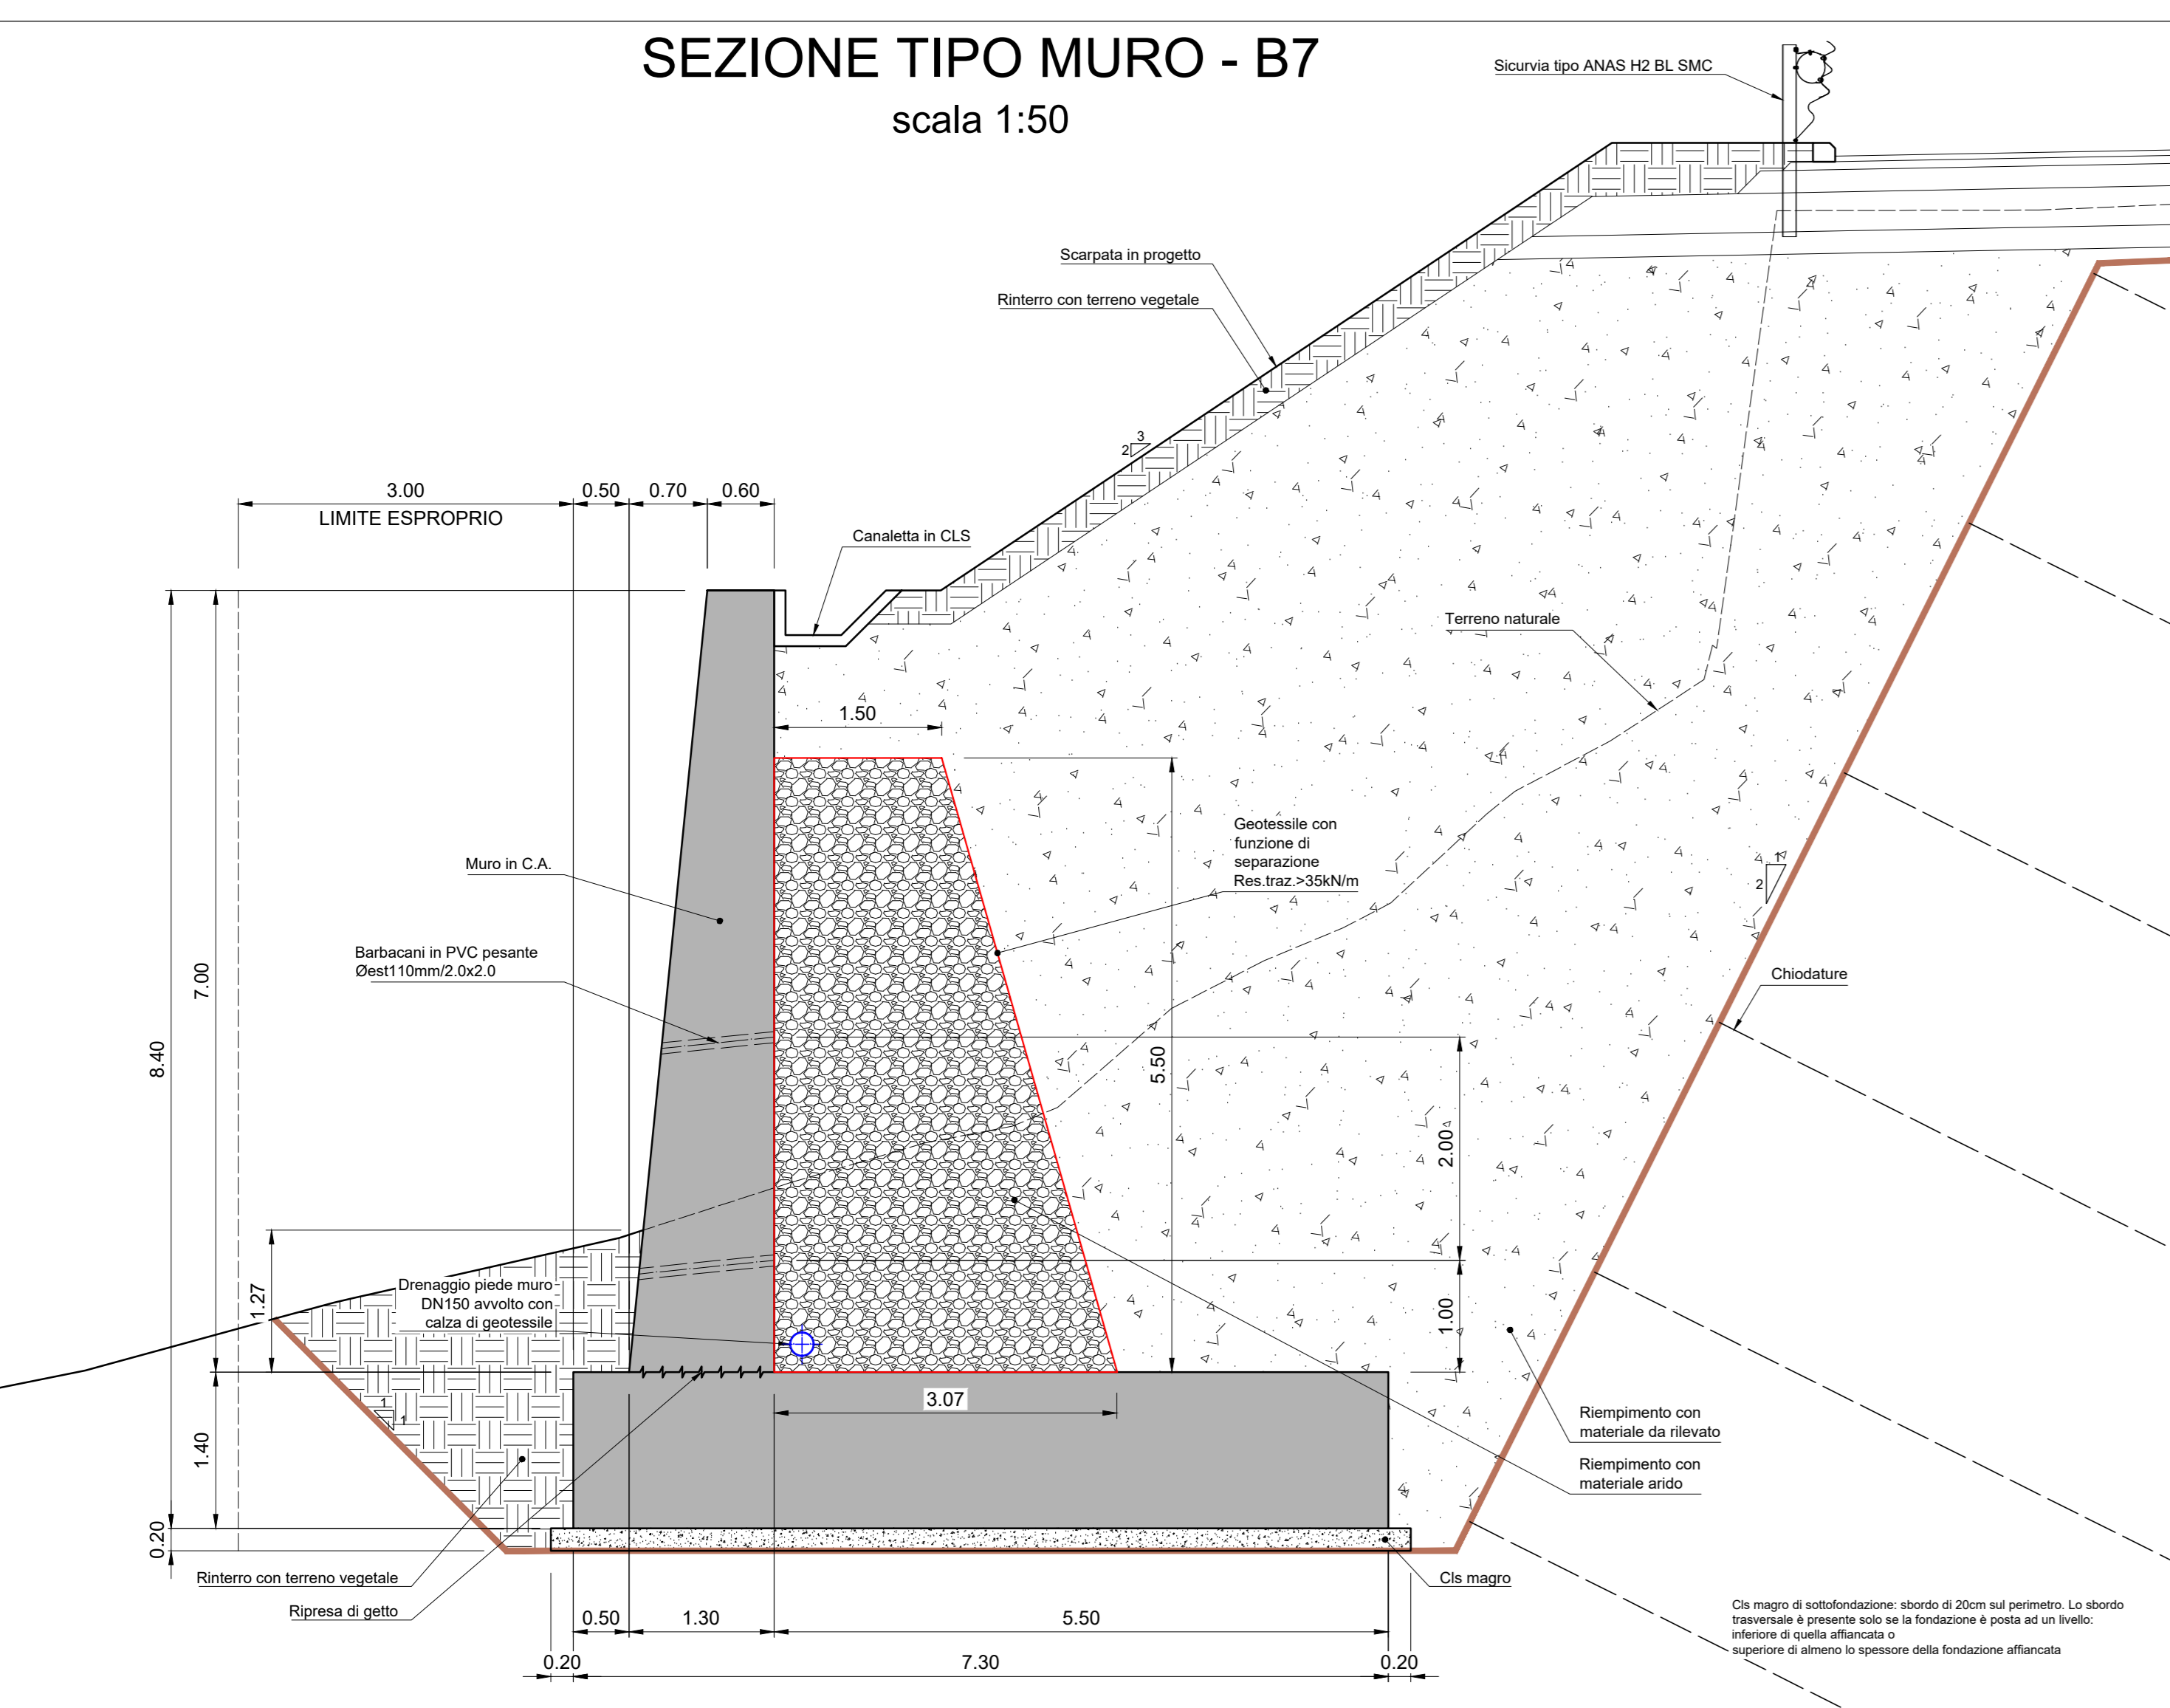 SEZIONE TIPO MURO - B7
scala 1:50
Sicurvia tipo ANAS H2 BL SMC
Scarpata in progetto
Rinterro con terreno vegetale
3
2
3.00
0.50
0.70
0.60
LIMITE ESPROPRIO
Canaletta in CLS
Terreno naturale
1.50
Geotessile con
funzione di
separazione
Res.traz.>35kN/m
Muro in C.A.
1
2
Barbacani in PVC pesante
Øest110mm/2.0x2.0
Chiodature
7.00
8.40
5.50
2.00
1.27
Drenaggio piede muro
DN150 avvolto con
calza di geotessile
1.00
3.07
1
1
1.40
Riempimento con
materiale da rilevato
Riempimento con
materiale arido
0.20
Rinterro con terreno vegetale
Ripresa di getto
Cls magro
0.50
1.30
5.50
0.20
7.30
0.20
Cls magro di sottofondazione: sbordo di 20cm sul perimetro. Lo sbordo
trasversale è presente solo se la fondazione è posta ad un livello:
inferiore di quella affiancata o
superiore di almeno lo spessore della fondazione affiancata